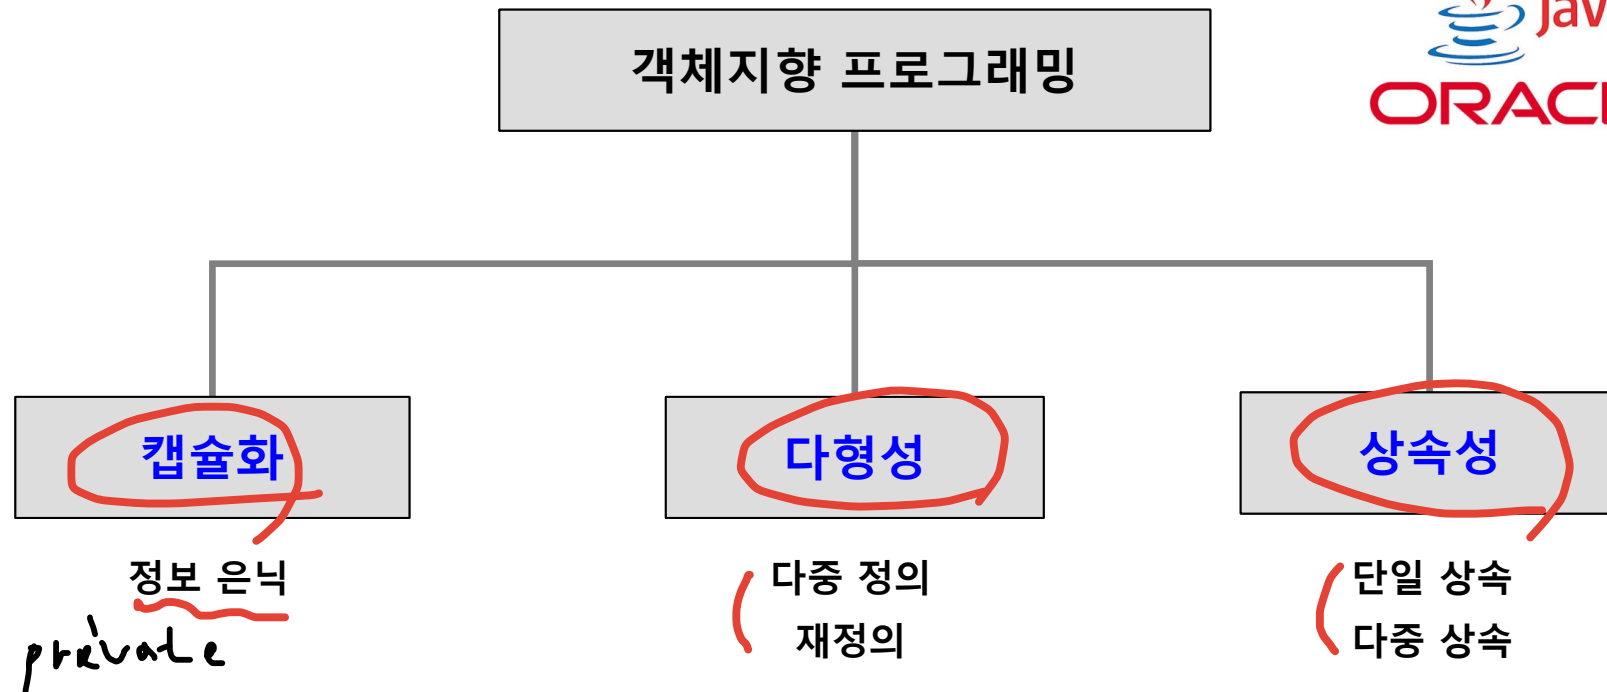 객체지향 프로그래밍
Jav
ORACL
캡슐화
다형성
상속성
정보 은닉
다중 정의
단일 상속
private
재정의
다중 상속